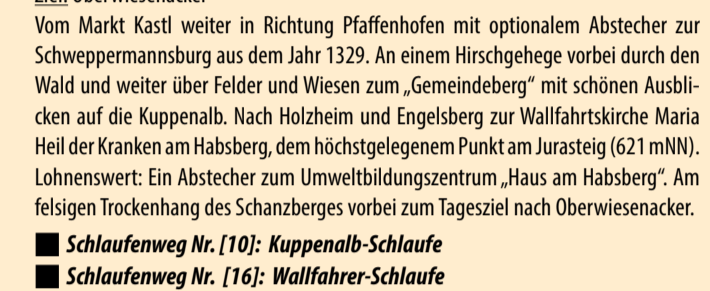 Vom Markt Kastl weiter in Richtung Pfaffenhofen mit optionalem Abstecher zur
Schweppermannsburg aus dem Jahr 1329. An einem Hirschgehege vorbei durch den
Wald und weiter über Felder und Wiesen zum „Gemeindeberg“ mit schönen Ausbli-
cken auf die Kuppenalb. Nach Holzheim und Engelsberg zur Wallfahrtskirche Maria
Heil der Kranken am Habsberg, dem höchstgelegenem Punkt am Jurasteig (621 mNN).
Lohnenswert: Ein Abstecher zum Umweltbildungszentrum „Haus am Habsberg“. Am
felsigen Trockenhang des Schanzberges vorbei zum Tagesziel nach Oberwiesenacker.
Schlaufenweg Nr. [10]: Kuppenalb-Schlaufe
Schlaufenweg Nr. [16]: Wallfahrer-Schlaufe